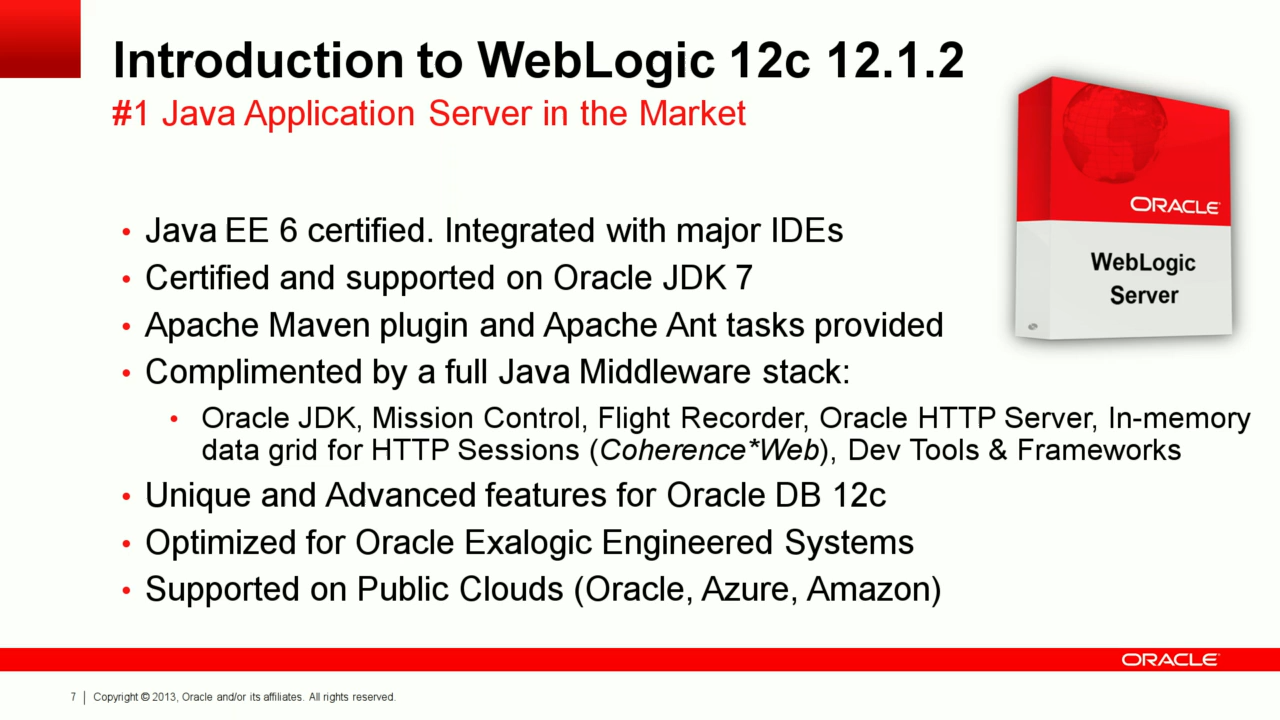 Introduction to WebLogic 12c 12.1.2
#1 Java Application Server in the Market
ORACLE
WebLogic
Server
• Java EE 6 certified. Integrated with major IDEs
• Certified and supported on Oracle JDK 7
• Apache Maven plugin and Apache Ant tasks provided
• Complimented by a full Java Middleware stack:
• Oracle JDK, Mission Control, Flight Recorder, Oracle HTTP Server, In-memory
data grid for HTTP Sessions (Coherence*Web), Dev Tools & Frameworks
• Unique and Advanced features for Oracle DB 12c
• Optimized for Oracle Exalogic Engineered Systems
• Supported on Public Clouds (Oracle, Azure, Amazon)
ORACLE
7 | Copyright © 2013, Oracle and/or its affiliates. All rights reserved.